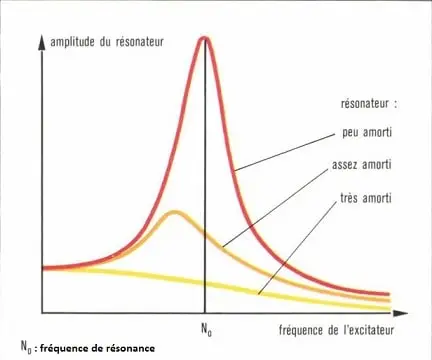 amplitude du résonateur
résonateur :
peu amorti
assez amorti
très amorti
N₀
fréquence de l'excitateur
N₀ : fréquence de résonance